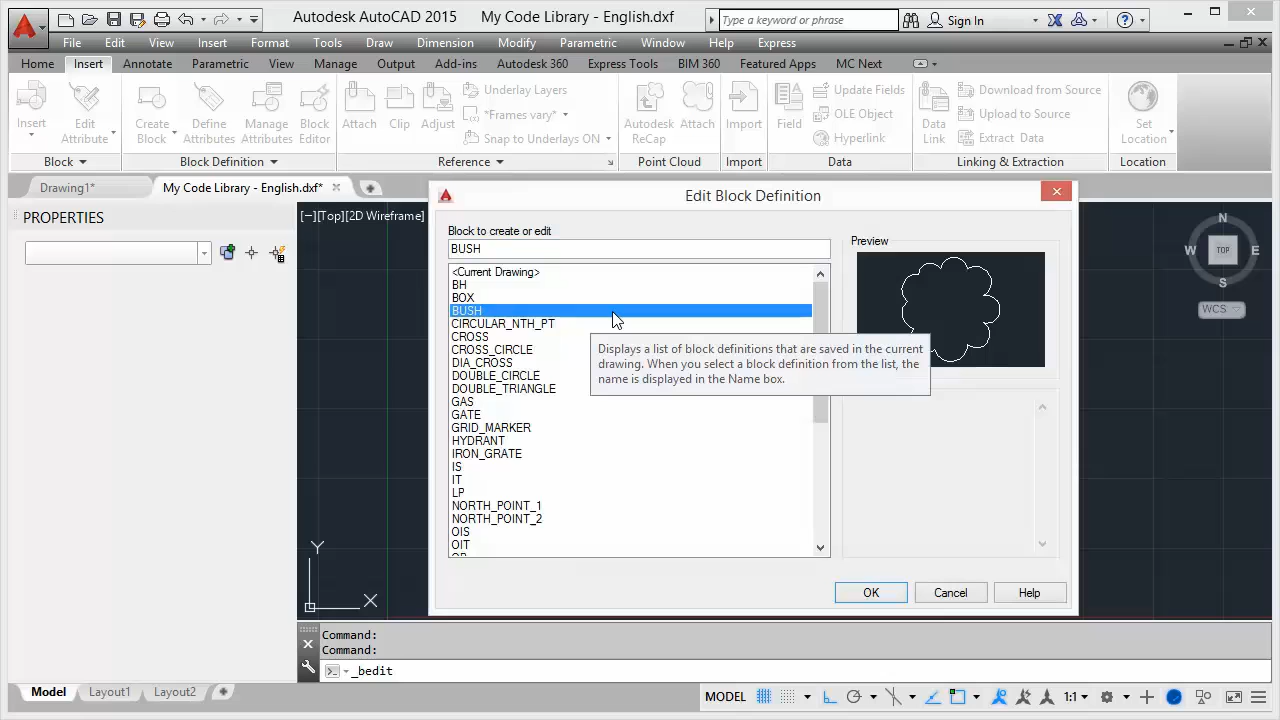 Autodesk AutoCAD 2015 My Code Library - English.dxf Type a keyword or phrase Sign In
File Edit View Insert Format Tools Draw Dimension Modify Parametric Window Help Express
Home Insert Annotate Parametric View Manage Output Add-ins Autodesk 360 Express Tools BIM 360 Featured Apps MC Next
Insert
Edit
Attribute
Create
Block
Define
Attributes
Manage
Attributes
Block
Editor
Attach
Clip
Adjust
Underlay Layers
*Frames vary*
Snap to Underlays ON
Autodesk
ReCap
Attach
Import
Field
Update Fields
OLE Object
Hyperlink
Data
Link
Download from Source
Upload to Source
Extract Data
Set
Location
Block Block Definition Reference Point Cloud Import Data Linking & Extraction Location
Drawing1* My Code Library - English.dxf*
PROPERTIES
[−][Top][2D Wireframe]
Edit Block Definition
Block to create or edit
BUSH
<Current Drawing>
BH
BOX
BUSH
CIRCULAR_NTH_PT
CROSS
CROSS_CIRCLE
DIA_CROSS
DOUBLE_CIRCLE
DOUBLE_TRIANGLE
GAS
GATE
GRID_MARKER
HYDRANT
IRON_GRATE
IS
IT
LP
NORTH_POINT_1
NORTH_POINT_2
OIS
OIT
Preview
Displays a list of block definitions that are saved in the current
drawing. When you select a block definition from the list, the
name is displayed in the Name box.
OK Cancel Help
N
W TOP E
S
WCS
Y
X
Command:
Command:
_bedit
Model Layout1 Layout2
MODEL 1:1